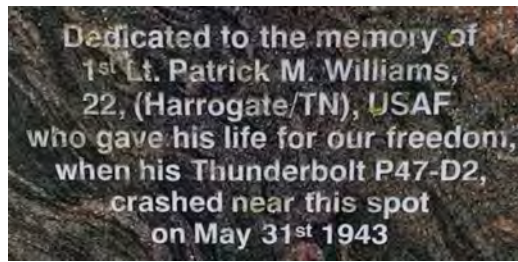 Dedicated to the memory of
1st Lt. Patrick M. Williams,
22, (Harrogate/TN), USAF
who gave his life for our freedom,
when his Thunderbolt P47-D2,
crashed near this spot
on May 31st 1943